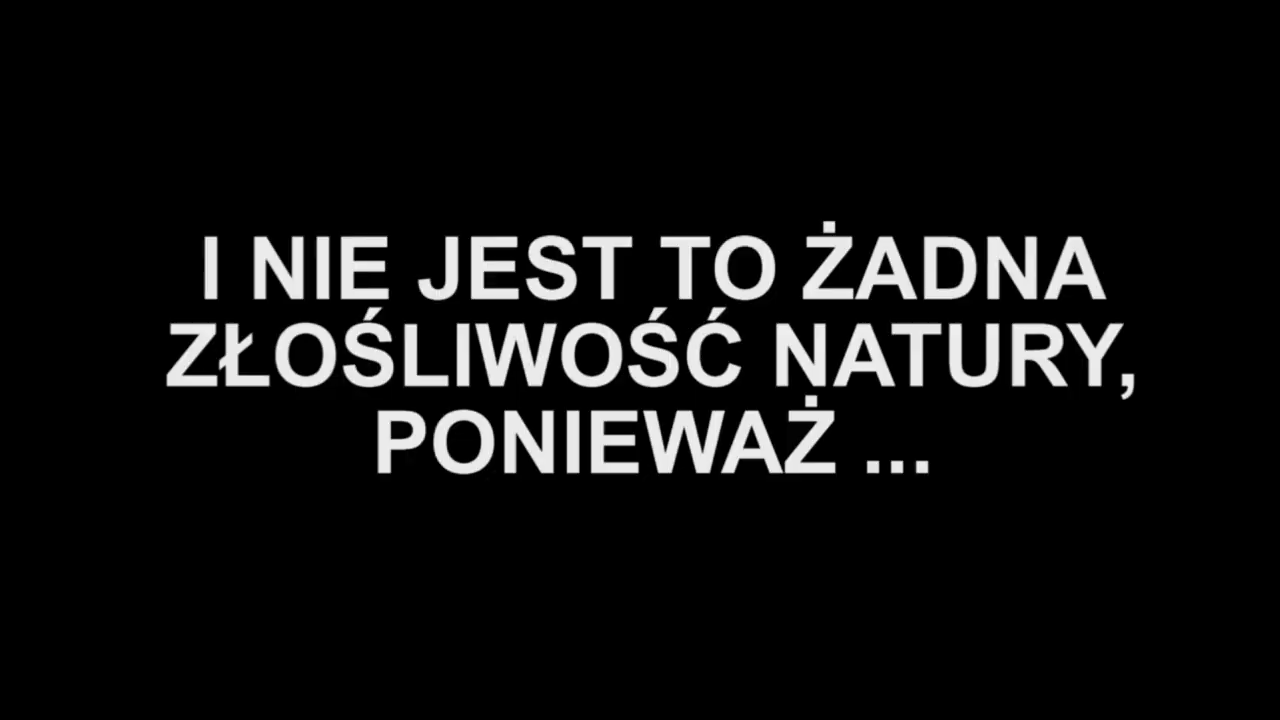 I NIE JEST TO ŻADNA
ZŁOŚLIWOŚĆ NATURY,
PONIEWAŻ ...